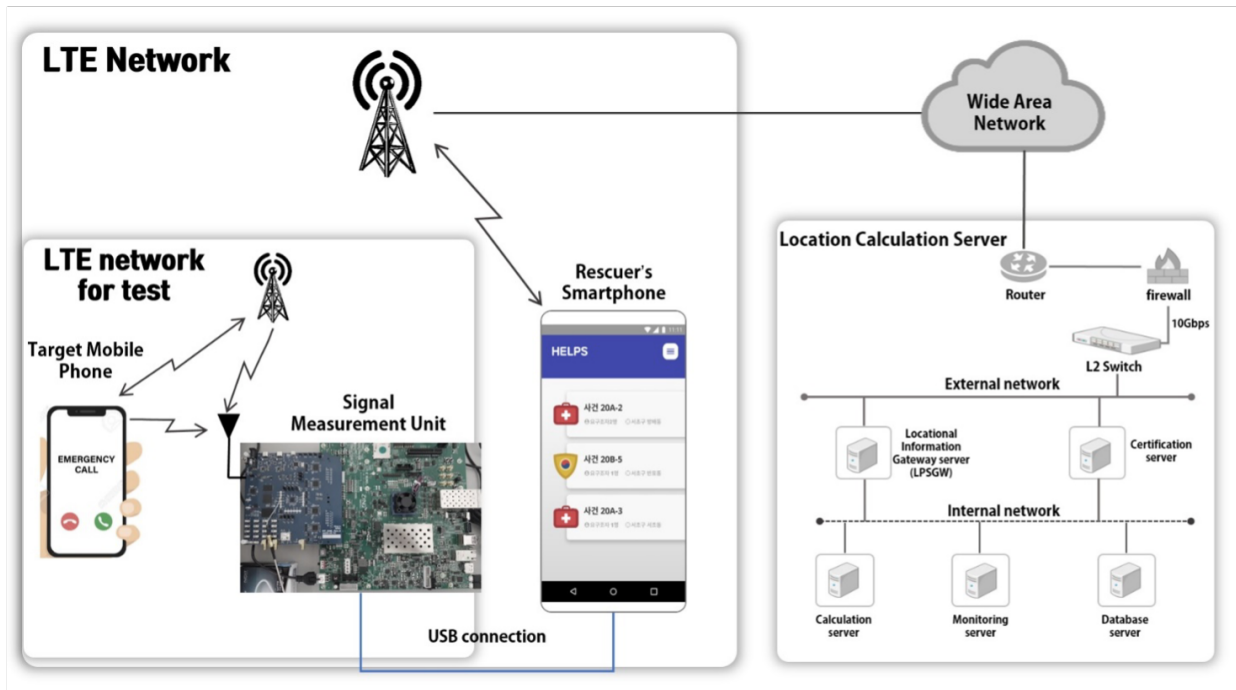 LTE Network
LTE network
for test
Target Mobile
Phone
EMERGENCY
CALL
Signal
Measurement Unit
Rescuer's
Smartphone
11:11
HELPS
사건 20A-2
사건 20B-5
사건 20A-3
USB connection
Wide Area
Network
Location Calculation Server
Router
firewall
10Gbps
L2 Switch
External network
Locational
Information
Gateway server
(LPSGW)
Certification
server
Internal network
Calculation
server
Monitoring
server
Database
server